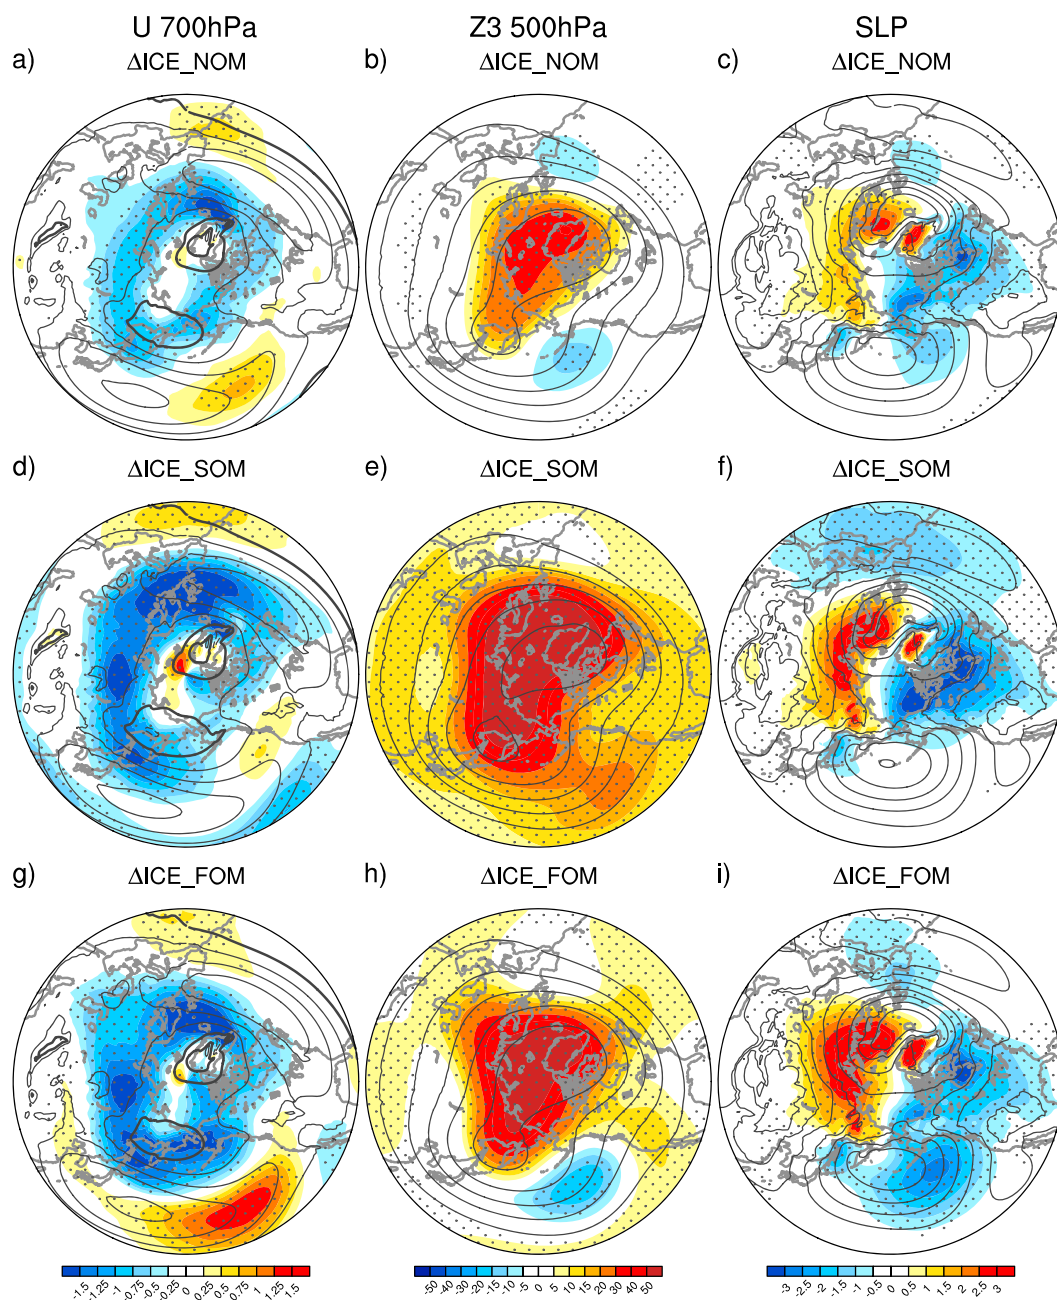 U 700hPa Z3 500hPa SLP
a) ΔICE_NOM b) ΔICE_NOM c) ΔICE_NOM
d) ΔICE_SOM e) ΔICE_SOM f) ΔICE_SOM
g) ΔICE_FOM h) ΔICE_FOM i) ΔICE_FOM
-1.5 -1.25 -1 -0.75 -0.5 -0.25 0 0.25 0.5 0.75 1 1.25 1.5
-50 -40 -30 -20 -15 -10 -5 0 5 10 15 20 30 40 50
-3 -2.5 -2 -1.5 -1 -0.5 0 0.5 1 1.5 2 2.5 3